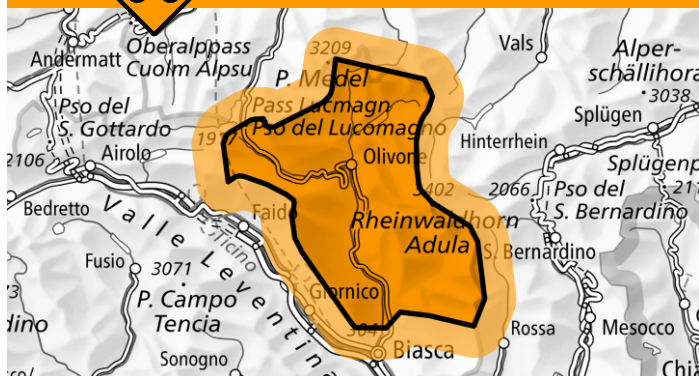 Andermatt
Oberalppass
Cuolm Alpsu
3209
P. Medel
Vals
Alper-
schällihorn
3038
Pso del
S. Gottardo
Pass Lucmagn
Pso del Lucomagno
Splügen
2106
Airolo
Olivone
Hinterrhein
Splügenp
Bedretto
Valle Leventina
Faido
Ticino
3402
2066
Pso del
S. Bernardino
Rheinwaldhorn
Adula
S. Bernardino
Fusio
3071
P. Campo
Tencia
Giornico
Sonogno
Biasca
Rossa
Mesocco